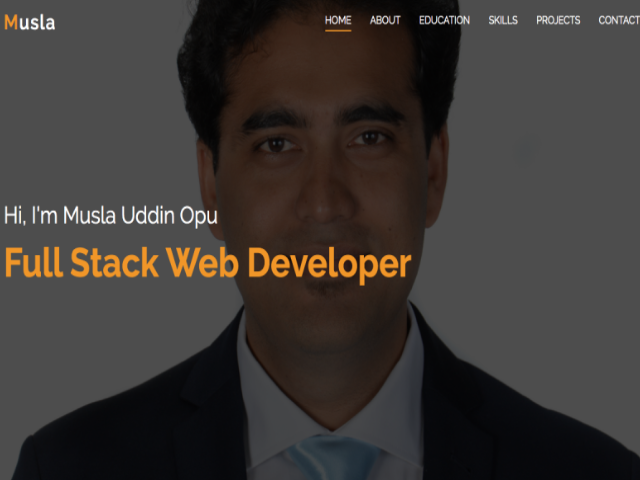 Musla
HOME ABOUT EDUCATION SKILLS PROJECTS CONTACT
Hi, I'm Musla Uddin Opu
Full Stack Web Developer